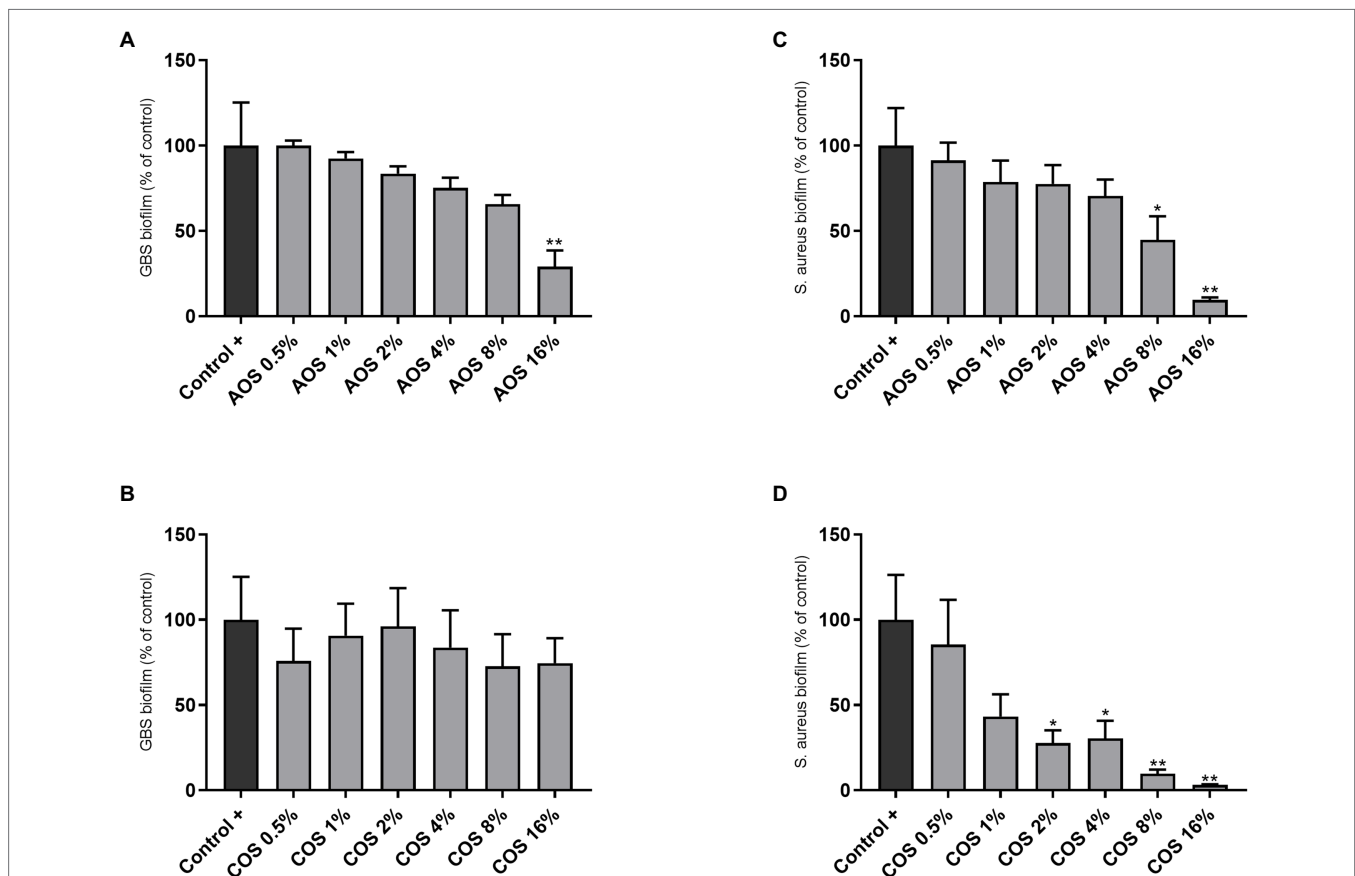 A
GBS biofilm (% of control)
150
100
50
0
**
Control +
AOS 0.5%
AOS 1%
AOS 2%
AOS 4%
AOS 8%
AOS 16%
C
S. aureus biofilm (% of control)
150
100
50
0
*
**
Control +
AOS 0.5%
AOS 1%
AOS 2%
AOS 4%
AOS 8%
AOS 16%
B
GBS biofilm (% of control)
150
100
50
0
Control +
COS 0.5%
COS 1%
COS 2%
COS 4%
COS 8%
COS 16%
D
S. aureus biofilm (% of control)
150
100
50
0
*
*
**
**
Control +
COS 0.5%
COS 1%
COS 2%
COS 4%
COS 8%
COS 16%